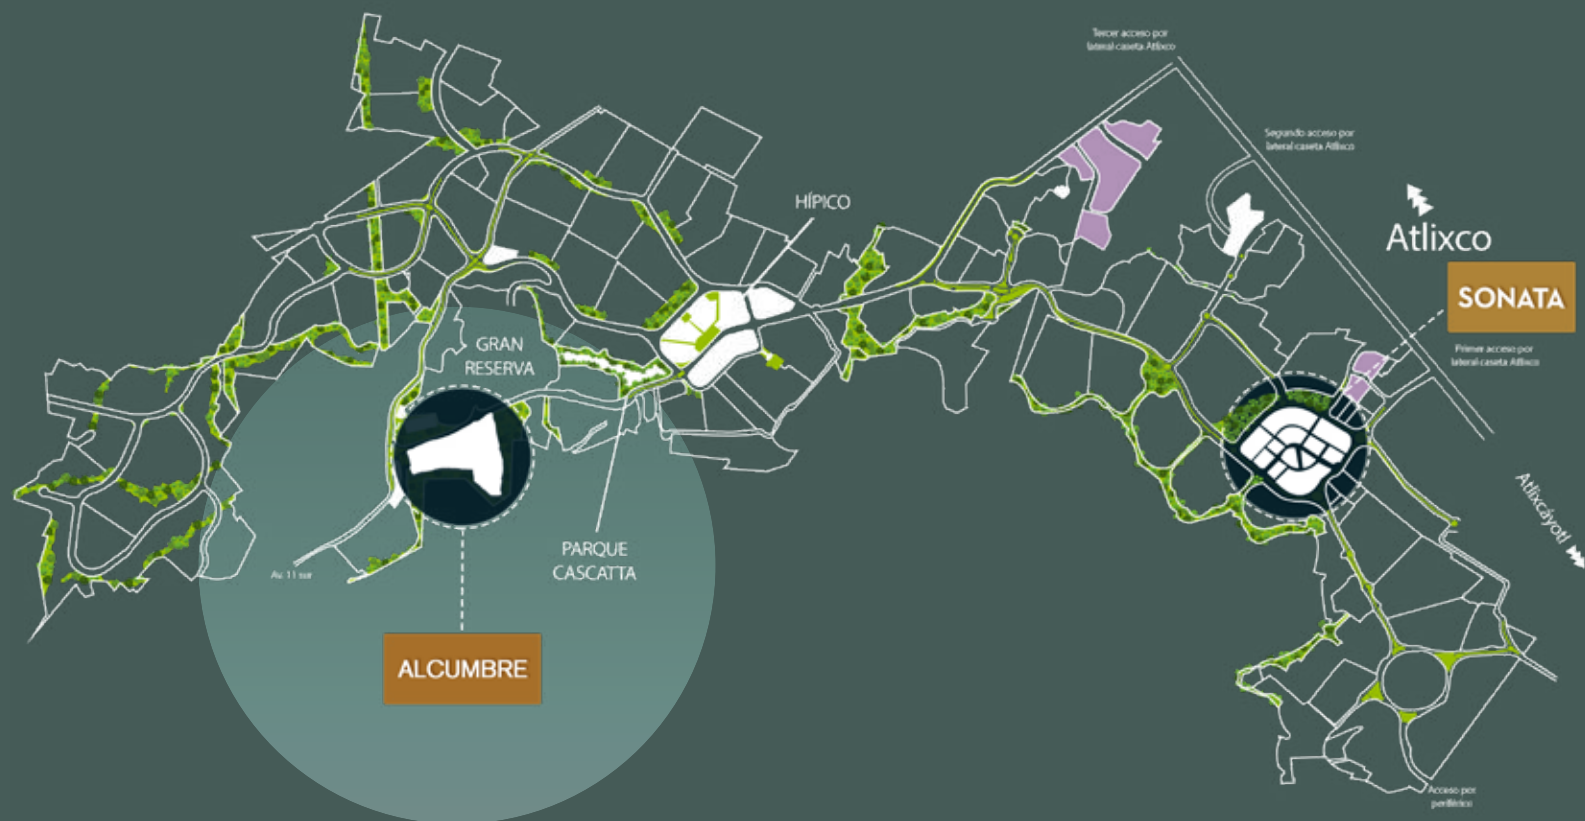 Tercer acceso por
lateral caseta Atlixco
Segundo acceso por
lateral caseta Atlixco
HÍPICO
Atlixco
SONATA
Primer acceso por
lateral caseta Atlixco
GRAN
RESERVA
Atlixcáyotl
PARQUE
CASCATTA
Av. 11 sur
ALCUMBRE
Acceso por
periférico